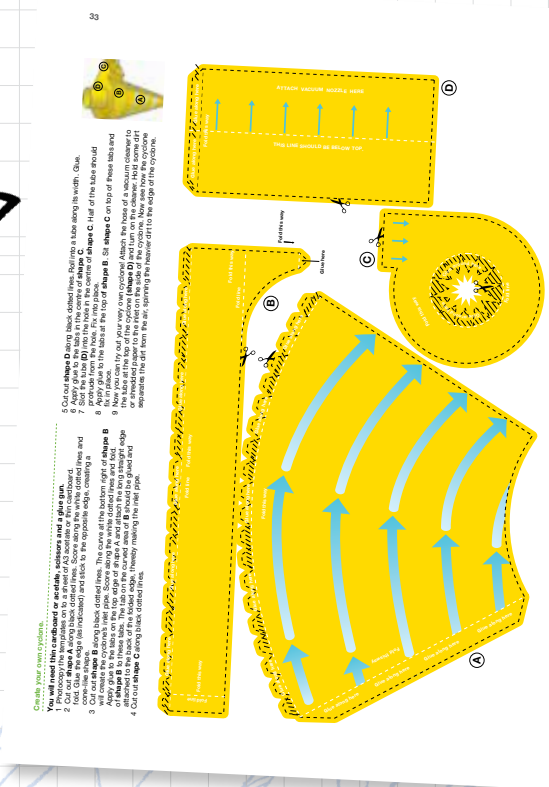 33
Create your own cyclone.
You will need thin cardboard or acetate, scissors and a glue gun.
1 Photocopy the templates on to a sheet of A3 acetate or thin cardboard.
2 Cut out shape A along black dotted lines. Score along the white dotted lines and
fold. Glue the edge (as indicated) and stick to the opposite edge, creating a
cone-like shape.
3 Cut out shape B along black dotted lines. The curve at the bottom right of shape B
will create the cyclone's inlet pipe. Score along the white dotted lines and fold.
Apply glue to the tabs on the top edge of shape A and attach the long straight edge
of shape B to these tabs. The tab on the curved area of B should be glued and
attached to the back of the folded edge, thereby making the inlet pipe.
4 Cut out shape C along black dotted lines.
5 Cut out shape D along black dotted lines. Roll into a tube along its width. Glue.
6 Apply glue to the tabs in the centre of shape C.
7 Slot the tube (D) into the hole in the centre of shape C. Half of the tube should
protrude from the hole. Fix into place.
8 Apply glue to the tabs at the top of shape B. Sit shape C on top of these tabs and
fix in place.
9 Now you can try out your very own cyclone! Attach the hose of a vacuum cleaner to
the tube at the top of the cyclone (shape D) and turn on the cleaner. Hold some dirt
or shredded paper to the inlet on the side of the cyclone. Now see how the cyclone
separates the dirt from the air, spinning the heavier dirt to the edge of the cyclone.
D
C
B
A
A
Fold this way
B
Fold this way
Fold this way
Fold this way
Fold this way
Glue here
C
D
THIS LINE SHOULD BE BELOW TOP.